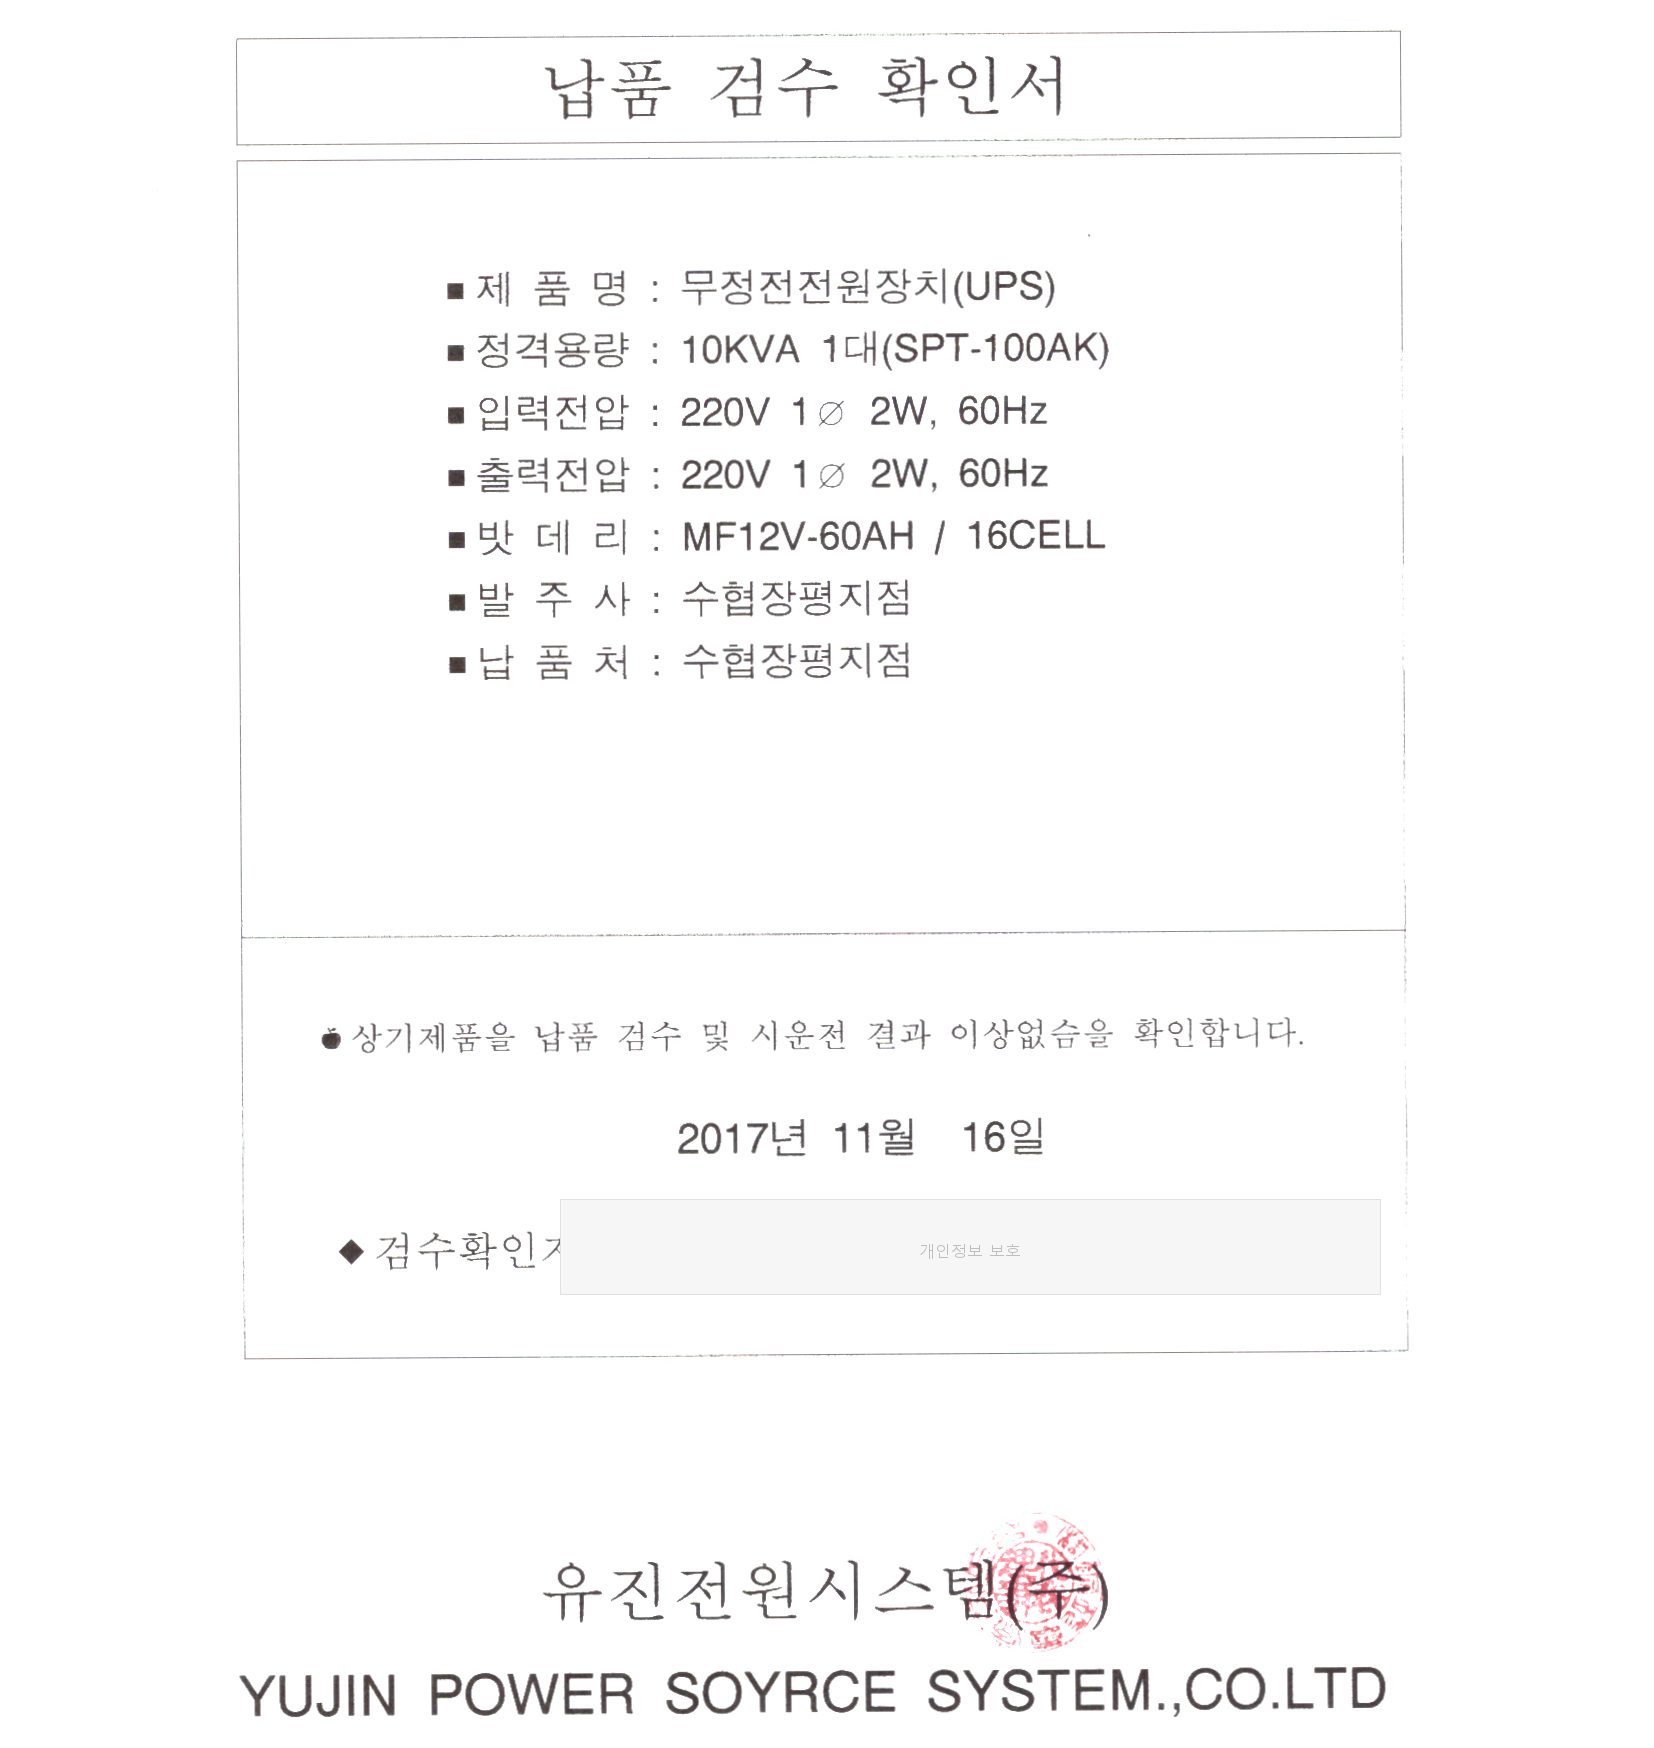 납품 검수 확인서
■ 제 품 명 : 무정전전원장치(UPS)
■ 정격용량 : 10KVA 1대(SPT-100AK)
■ 입력전압 : 220V 1∅ 2W, 60Hz
■ 출력전압 : 220V 1∅ 2W, 60Hz
■ 밧 데 리 : MF12V-60AH / 16CELL
■ 발 주 사 : 수협장평지점
■ 납 품 처 : 수협장평지점
상기제품을 납품 검수 및 시운전 결과 이상없슴을 확인합니다.
2017년 11월 16일
◆ 검수확인자
개인정보 보호
유진전원시스템(주)
YUJIN POWER SOYRCE SYSTEM.,CO.LTD